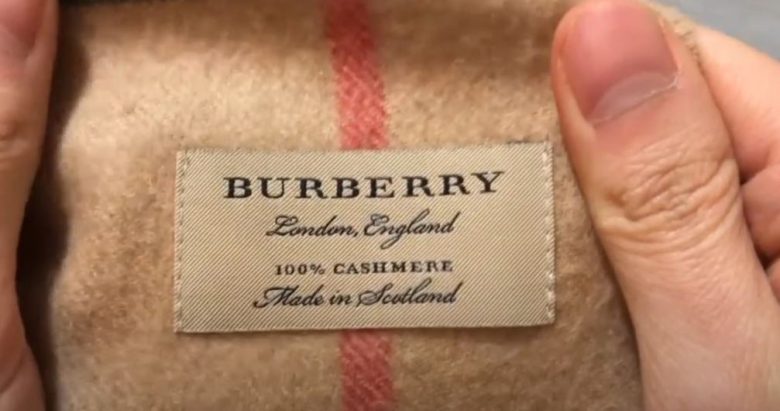 BURBERRY
London, England
100% CASHMERE
Made in Scotland